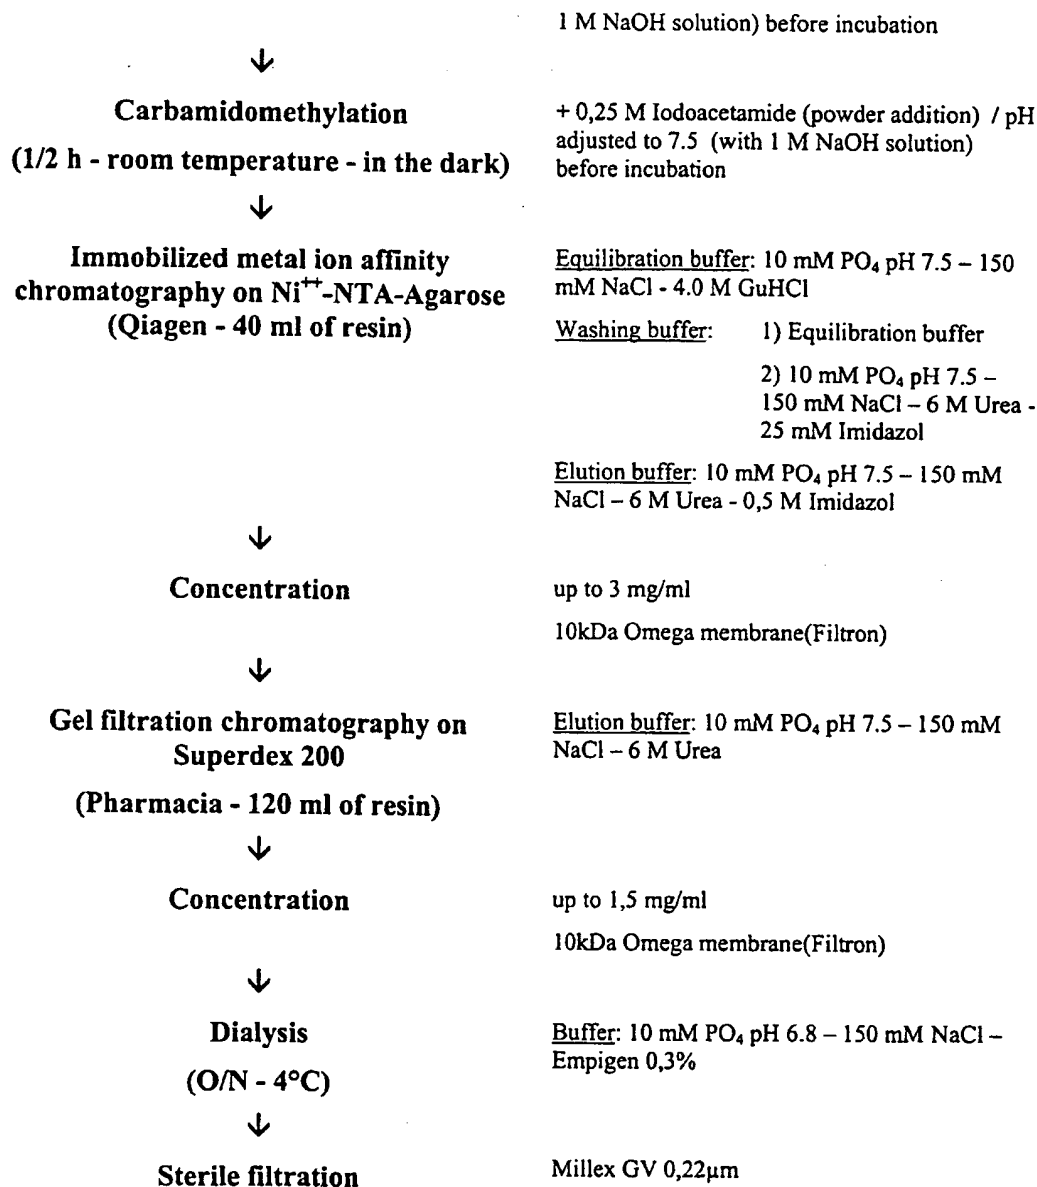 1 M NaOH solution) before incubation
↓
Carbamidomethylation
(1/2 h - room temperature - in the dark)
+ 0,25 M Iodoacetamide (powder addition) / pH
adjusted to 7.5 (with 1 M NaOH solution)
before incubation
↓
Immobilized metal ion affinity
chromatography on Ni⁺⁺-NTA-Agarose
(Qiagen - 40 ml of resin)
Equilibration buffer: 10 mM PO₄ pH 7.5 – 150
mM NaCl - 4.0 M GuHCl
Washing buffer: 1) Equilibration buffer
2) 10 mM PO₄ pH 7.5 –
150 mM NaCl – 6 M Urea -
25 mM Imidazol
Elution buffer: 10 mM PO₄ pH 7.5 – 150 mM
NaCl – 6 M Urea - 0,5 M Imidazol
↓
Concentration
up to 3 mg/ml
10kDa Omega membrane(Filtron)
↓
Gel filtration chromatography on
Superdex 200
(Pharmacia - 120 ml of resin)
Elution buffer: 10 mM PO₄ pH 7.5 – 150 mM
NaCl – 6 M Urea
↓
Concentration
up to 1,5 mg/ml
10kDa Omega membrane(Filtron)
↓
Dialysis
(O/N - 4°C)
Buffer: 10 mM PO₄ pH 6.8 – 150 mM NaCl –
Empigen 0,3%
↓
Sterile filtration
Millex GV 0,22µm